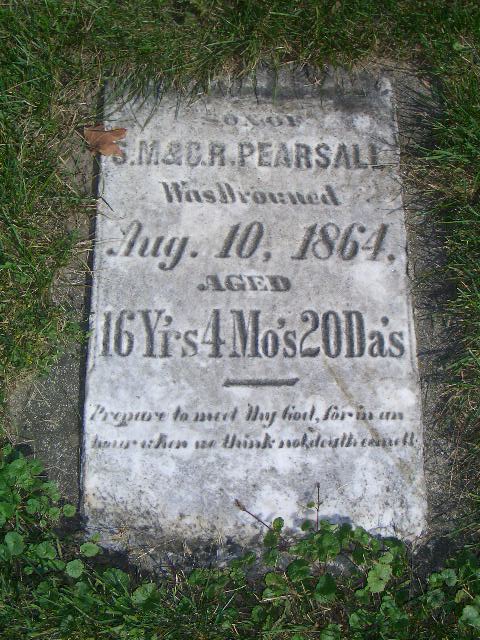 SON OF
S.M & C.R. PEARSALL
Was Drowned
Aug. 10, 1864.
AGED
16 Y'rs 4 Mo's 20 Da's
Prepare to meet thy God, for in an
hour when we think not, death cometh